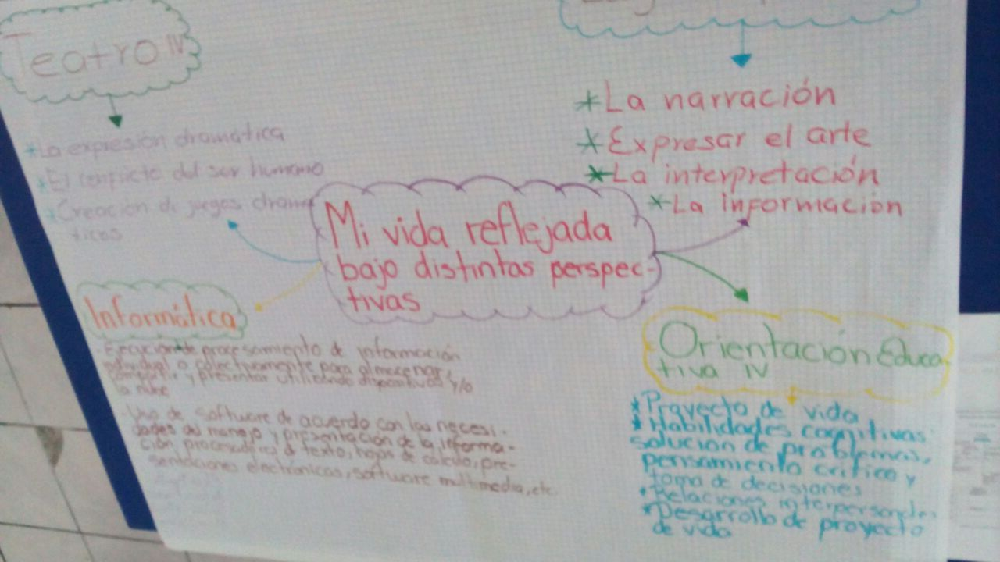 Teatro IV
*La expresión dramática
*El conflicto del ser humano
*Creación de juegos dramá
ticos
*La narración
*Expresar el arte
*La interpretación
*La información
Mi vida reflejada
bajo distintas perspec-
tivas
Informática
Ejecución de procesamiento de información
individual o colectivamente para almacenar,
compartir y presentar utilizando dispositivos y/o
la nube
Uso de software de acuerdo con las necesi-
dades del manejo y presentación de la informa-
ción procesadores de texto, hojas de cálculo, pre-
sentaciones electrónicas, software multimedia, etc.
Orientación Educa
tiva IV
*Proyecto de vida
*Habilidades cognitivas:
solución de problemas,
pensamiento crítico y
toma de decisiones
*Relaciones interpersonales
*Desarrollo de proyecto
de vida